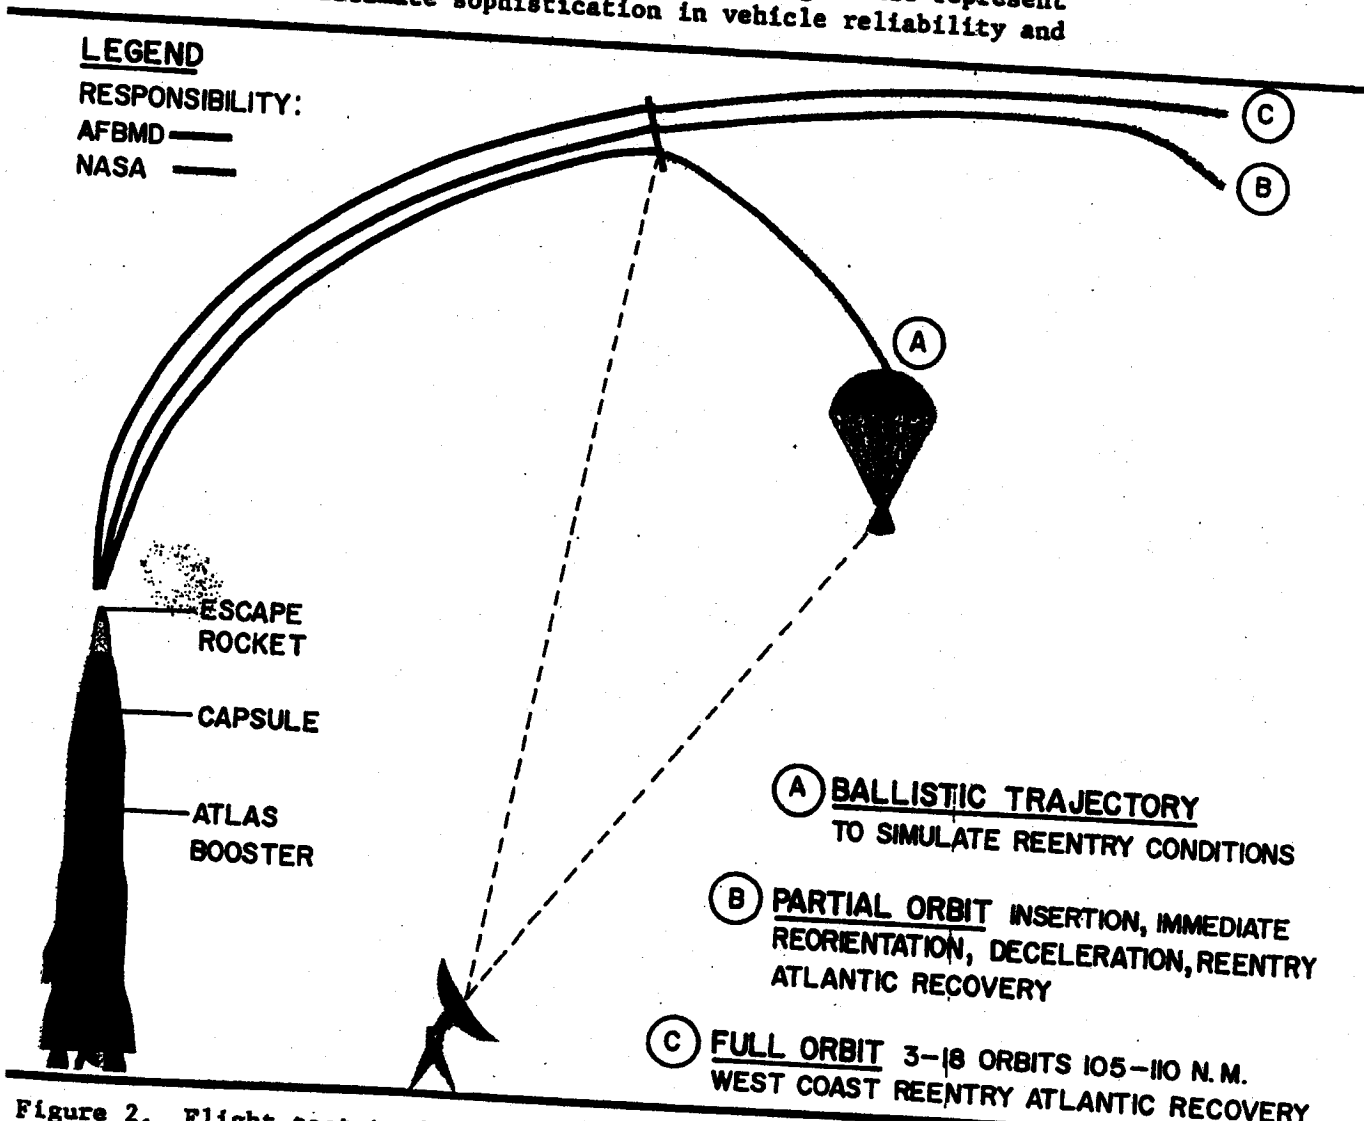 represent
sophistication in vehicle reliability and
LEGEND
RESPONSIBILITY:
AFBMD
NASA
C
B
A
ESCAPE
ROCKET
CAPSULE
ATLAS
BOOSTER
A BALLISTIC TRAJECTORY
TO SIMULATE REENTRY CONDITIONS
B PARTIAL ORBIT INSERTION, IMMEDIATE
REORIENTATION, DECELERATION, REENTRY
ATLANTIC RECOVERY
C FULL ORBIT 3-18 ORBITS 105-110 N.M.
WEST COAST REENTRY ATLANTIC RECOVERY
Figure 2. Flight